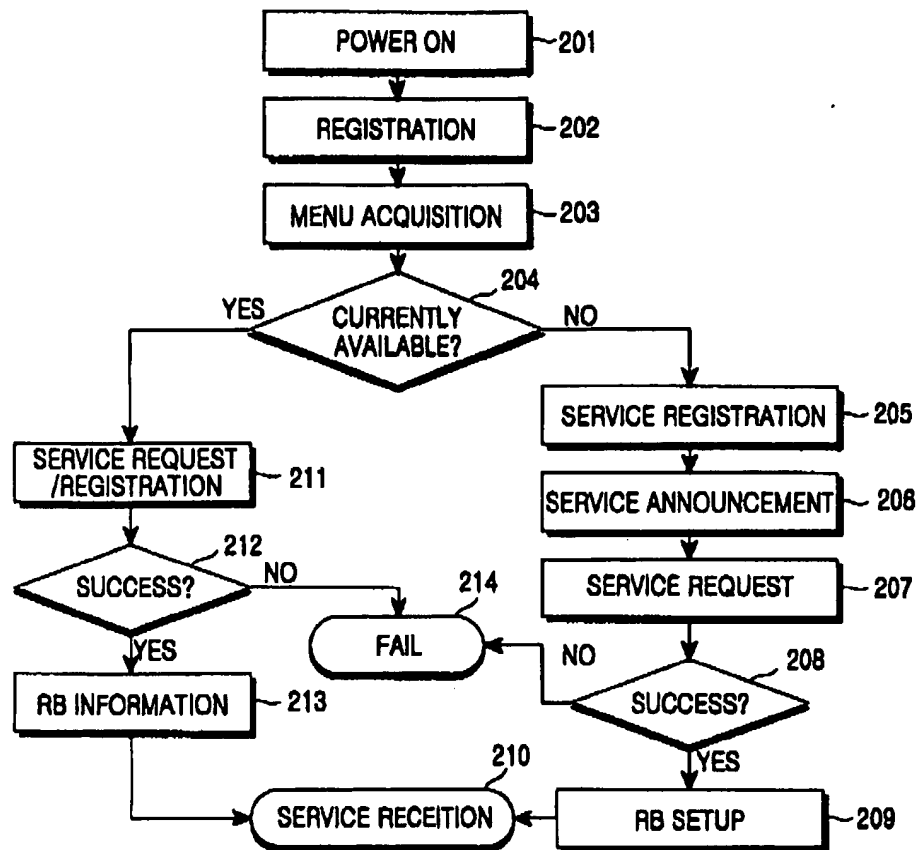 POWER ON
201
REGISTRATION
202
MENU ACQUISITION
203
204
YES
CURRENTLY
AVAILABLE?
NO
SERVICE REGISTRATION
205
SERVICE REQUEST
/REGISTRATION
211
SERVICE ANNOUNCEMENT
206
212
SUCCESS?
NO
SERVICE REQUEST
207
214
FAIL
YES
NO
208
SUCCESS?
RB INFORMATION
213
YES
210
SERVICE RECEITION
RB SETUP
209